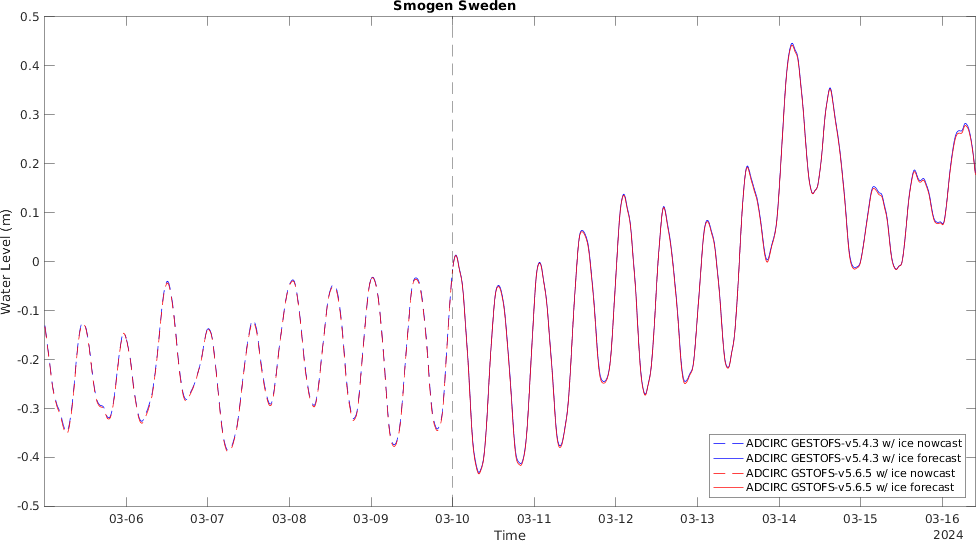 Smogen Sweden
0.5
0.4
0.3
0.2
0.1
0
-0.1
-0.2
-0.3
-0.4
-0.5
Water Level (m)
ADCIRC GESTOFS-v5.4.3 w/ ice nowcast
ADCIRC GESTOFS-v5.4.3 w/ ice forecast
ADCIRC GSTOFS-v5.6.5 w/ ice nowcast
ADCIRC GSTOFS-v5.6.5 w/ ice forecast
03-06 03-07 03-08 03-09 03-10 03-11 03-12 03-13 03-14 03-15 03-16
Time
2024